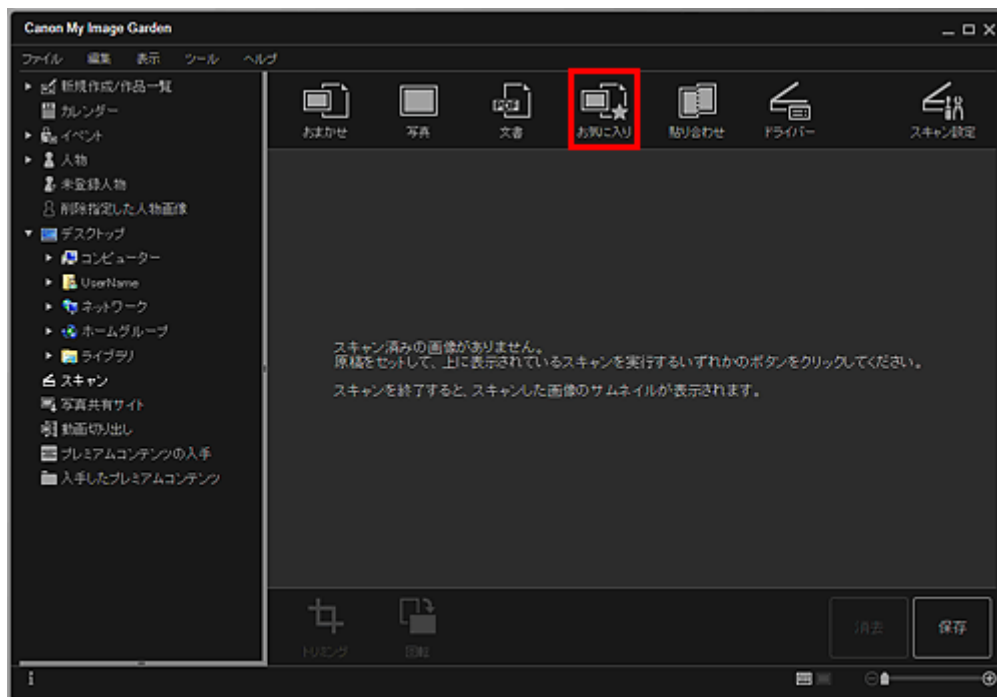 Canon My Image Garden
ファイル 編集 表示 ツール ヘルプ
新規作成/作品一覧
カレンダー
イベント
人物
未登録人物
削除指定した人物画像
デスクトップ
コンピューター
UserName
ネットワーク
ホームグループ
ライブラリ
スキャン
写真共有サイト
動画切り出し
プレミアムコンテンツの入手
入手したプレミアムコンテンツ
おまかせ 写真 文書 お気に入り 貼り合わせ ドライバー スキャン設定
PDF
スキャン済みの画像がありません。
原稿をセットして、上に表示されているスキャンを実行するいずれかのボタンをクリックしてください。
スキャンを終了すると、スキャンした画像のサムネイルが表示されます。
トリミング 回転 消去 保存